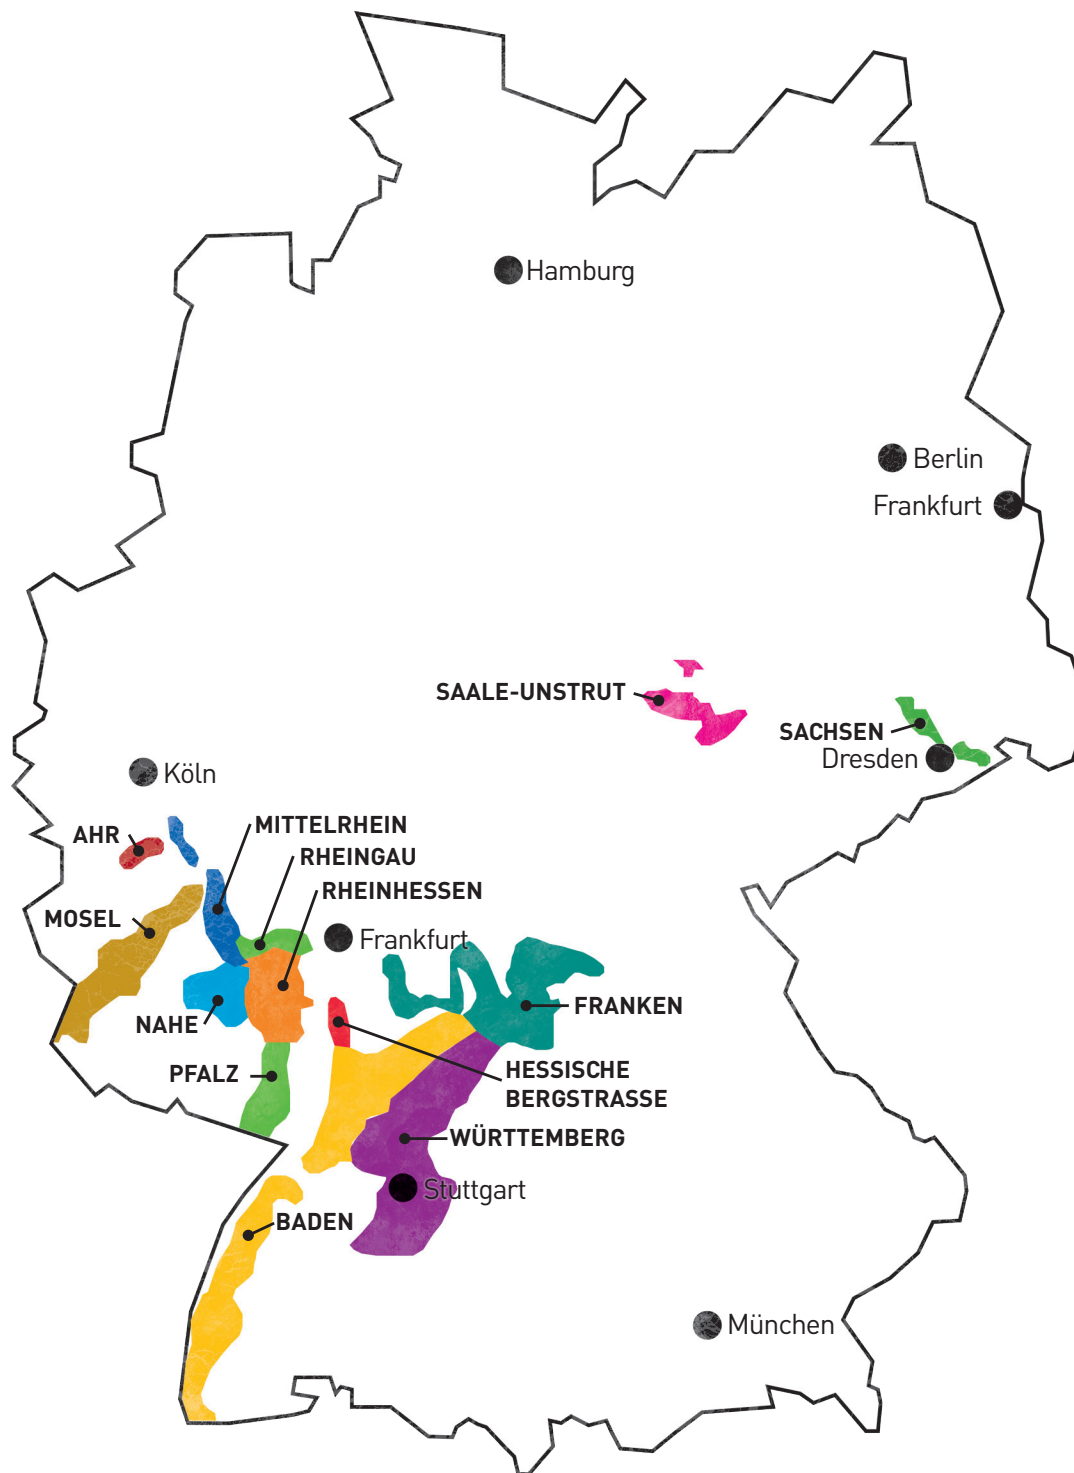 Hamburg
Berlin
Frankfurt
SAALE-UNSTRUT
SACHSEN
Dresden
Köln
AHR
MITTELRHEIN
RHEINGAU
RHEINHESSEN
MOSEL
Frankfurt
FRANKEN
NAHE
PFALZ
HESSISCHE
BERGSTRASSE
WÜRTTEMBERG
Stuttgart
BADEN
München